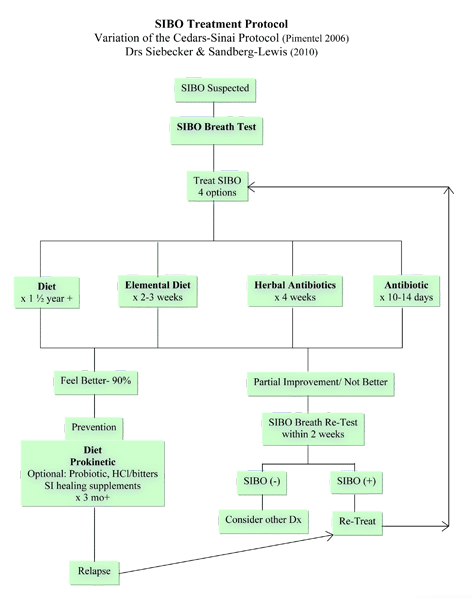 SIBO Treatment Protocol
Variation of the Cedars-Sinai Protocol (Pimentel 2006)
Drs Siebecker & Sandberg-Lewis (2010)
SIBO Suspected
SIBO Breath Test
Treat SIBO
4 options
Diet
x 1 ½ year +
Elemental Diet
x 2-3 weeks
Herbal Antibiotics
x 4 weeks
Antibiotic
x 10-14 days
Feel Better- 90%
Partial Improvement/ Not Better
Prevention
Diet
Prokinetic
Optional: Probiotic, HCl/bitters
SI healing supplements
x 3 mo+
SIBO Breath Re-Test
within 2 weeks
SIBO (-)
SIBO (+)
Consider other Dx
Re-Treat
Relapse